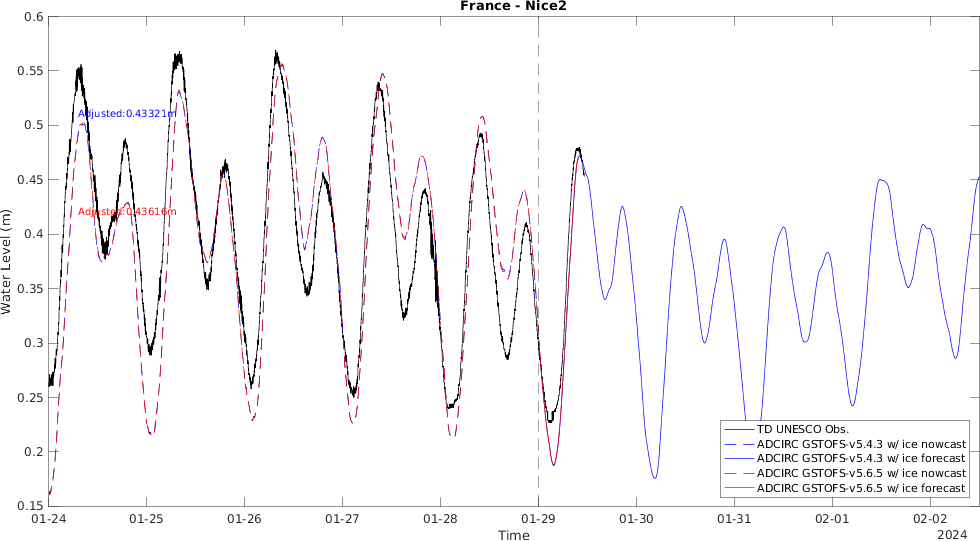 France - Nice2
0.6
0.55
0.5
0.45
0.4
0.35
0.3
0.25
0.2
0.15
Water Level (m)
Adjusted:0.43321m
Adjusted:0.43616m
TD UNESCO Obs.
ADCIRC GSTOFS-v5.4.3 w/ ice nowcast
ADCIRC GSTOFS-v5.4.3 w/ ice forecast
ADCIRC GSTOFS-v5.6.5 w/ ice nowcast
ADCIRC GSTOFS-v5.6.5 w/ ice forecast
01-24 01-25 01-26 01-27 01-28 01-29 01-30 01-31 02-01 02-02
Time
2024